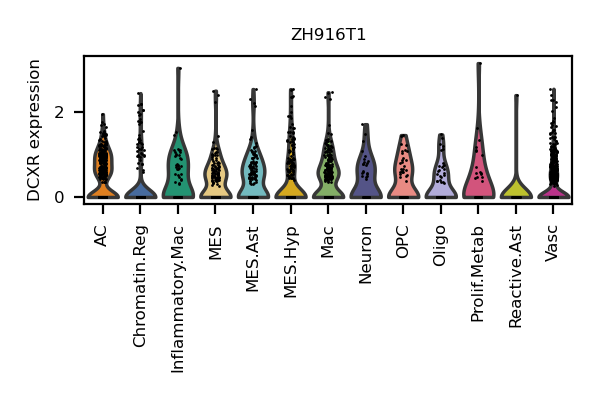 ZH916T1
DCXR expression
2
0
AC
Chromatin.Reg
Inflammatory.Mac
MES
MES.Ast
MES.Hyp
Mac
Neuron
OPC
Oligo
Prolif.Metab
Reactive.Ast
Vasc